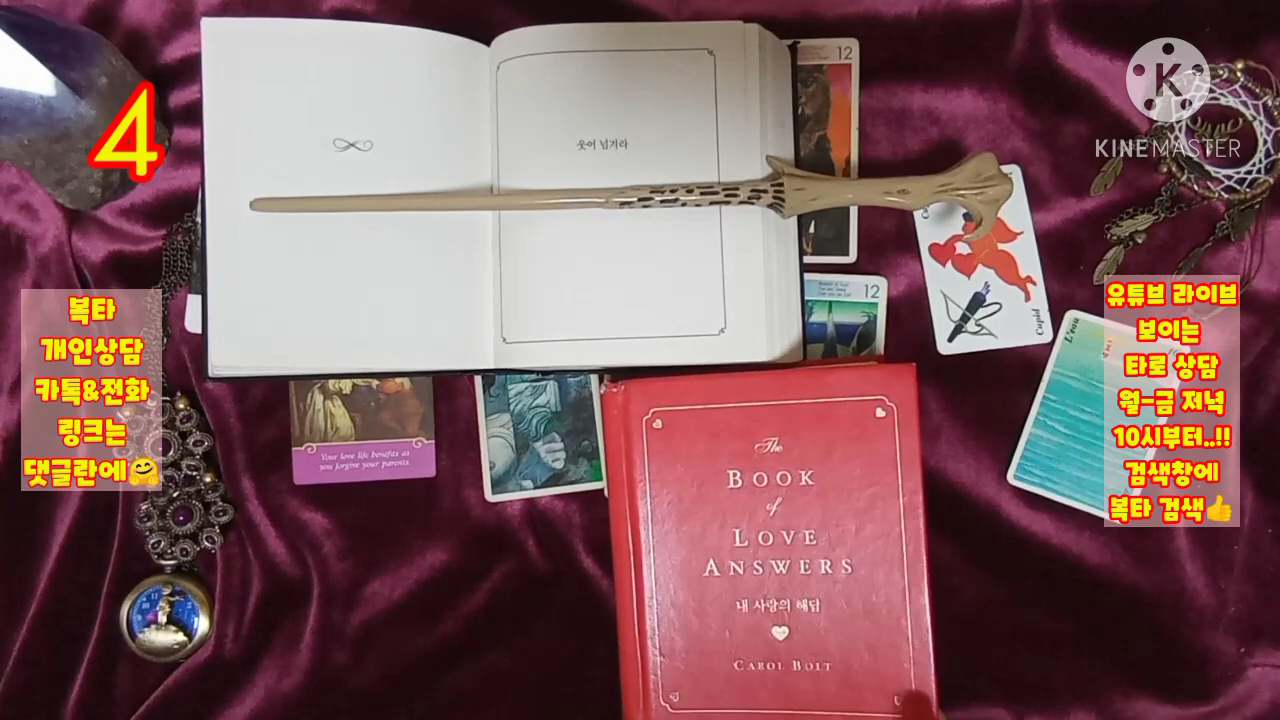 4
웃어 넘겨라
12
KINEMASTER
복타
개인상담
카톡&전화
링크는
댓글란에🤗
유튜브 라이브
보이는
타로 상담
월-금 저녁
10시부터..!!
검색창에
복타 검색👍
12
Cupid
L'eau
Your love life benefits as
you forgive your parents.
The
BOOK
of
LOVE
ANSWERS
내 사랑의 해답
CAROL BOLT